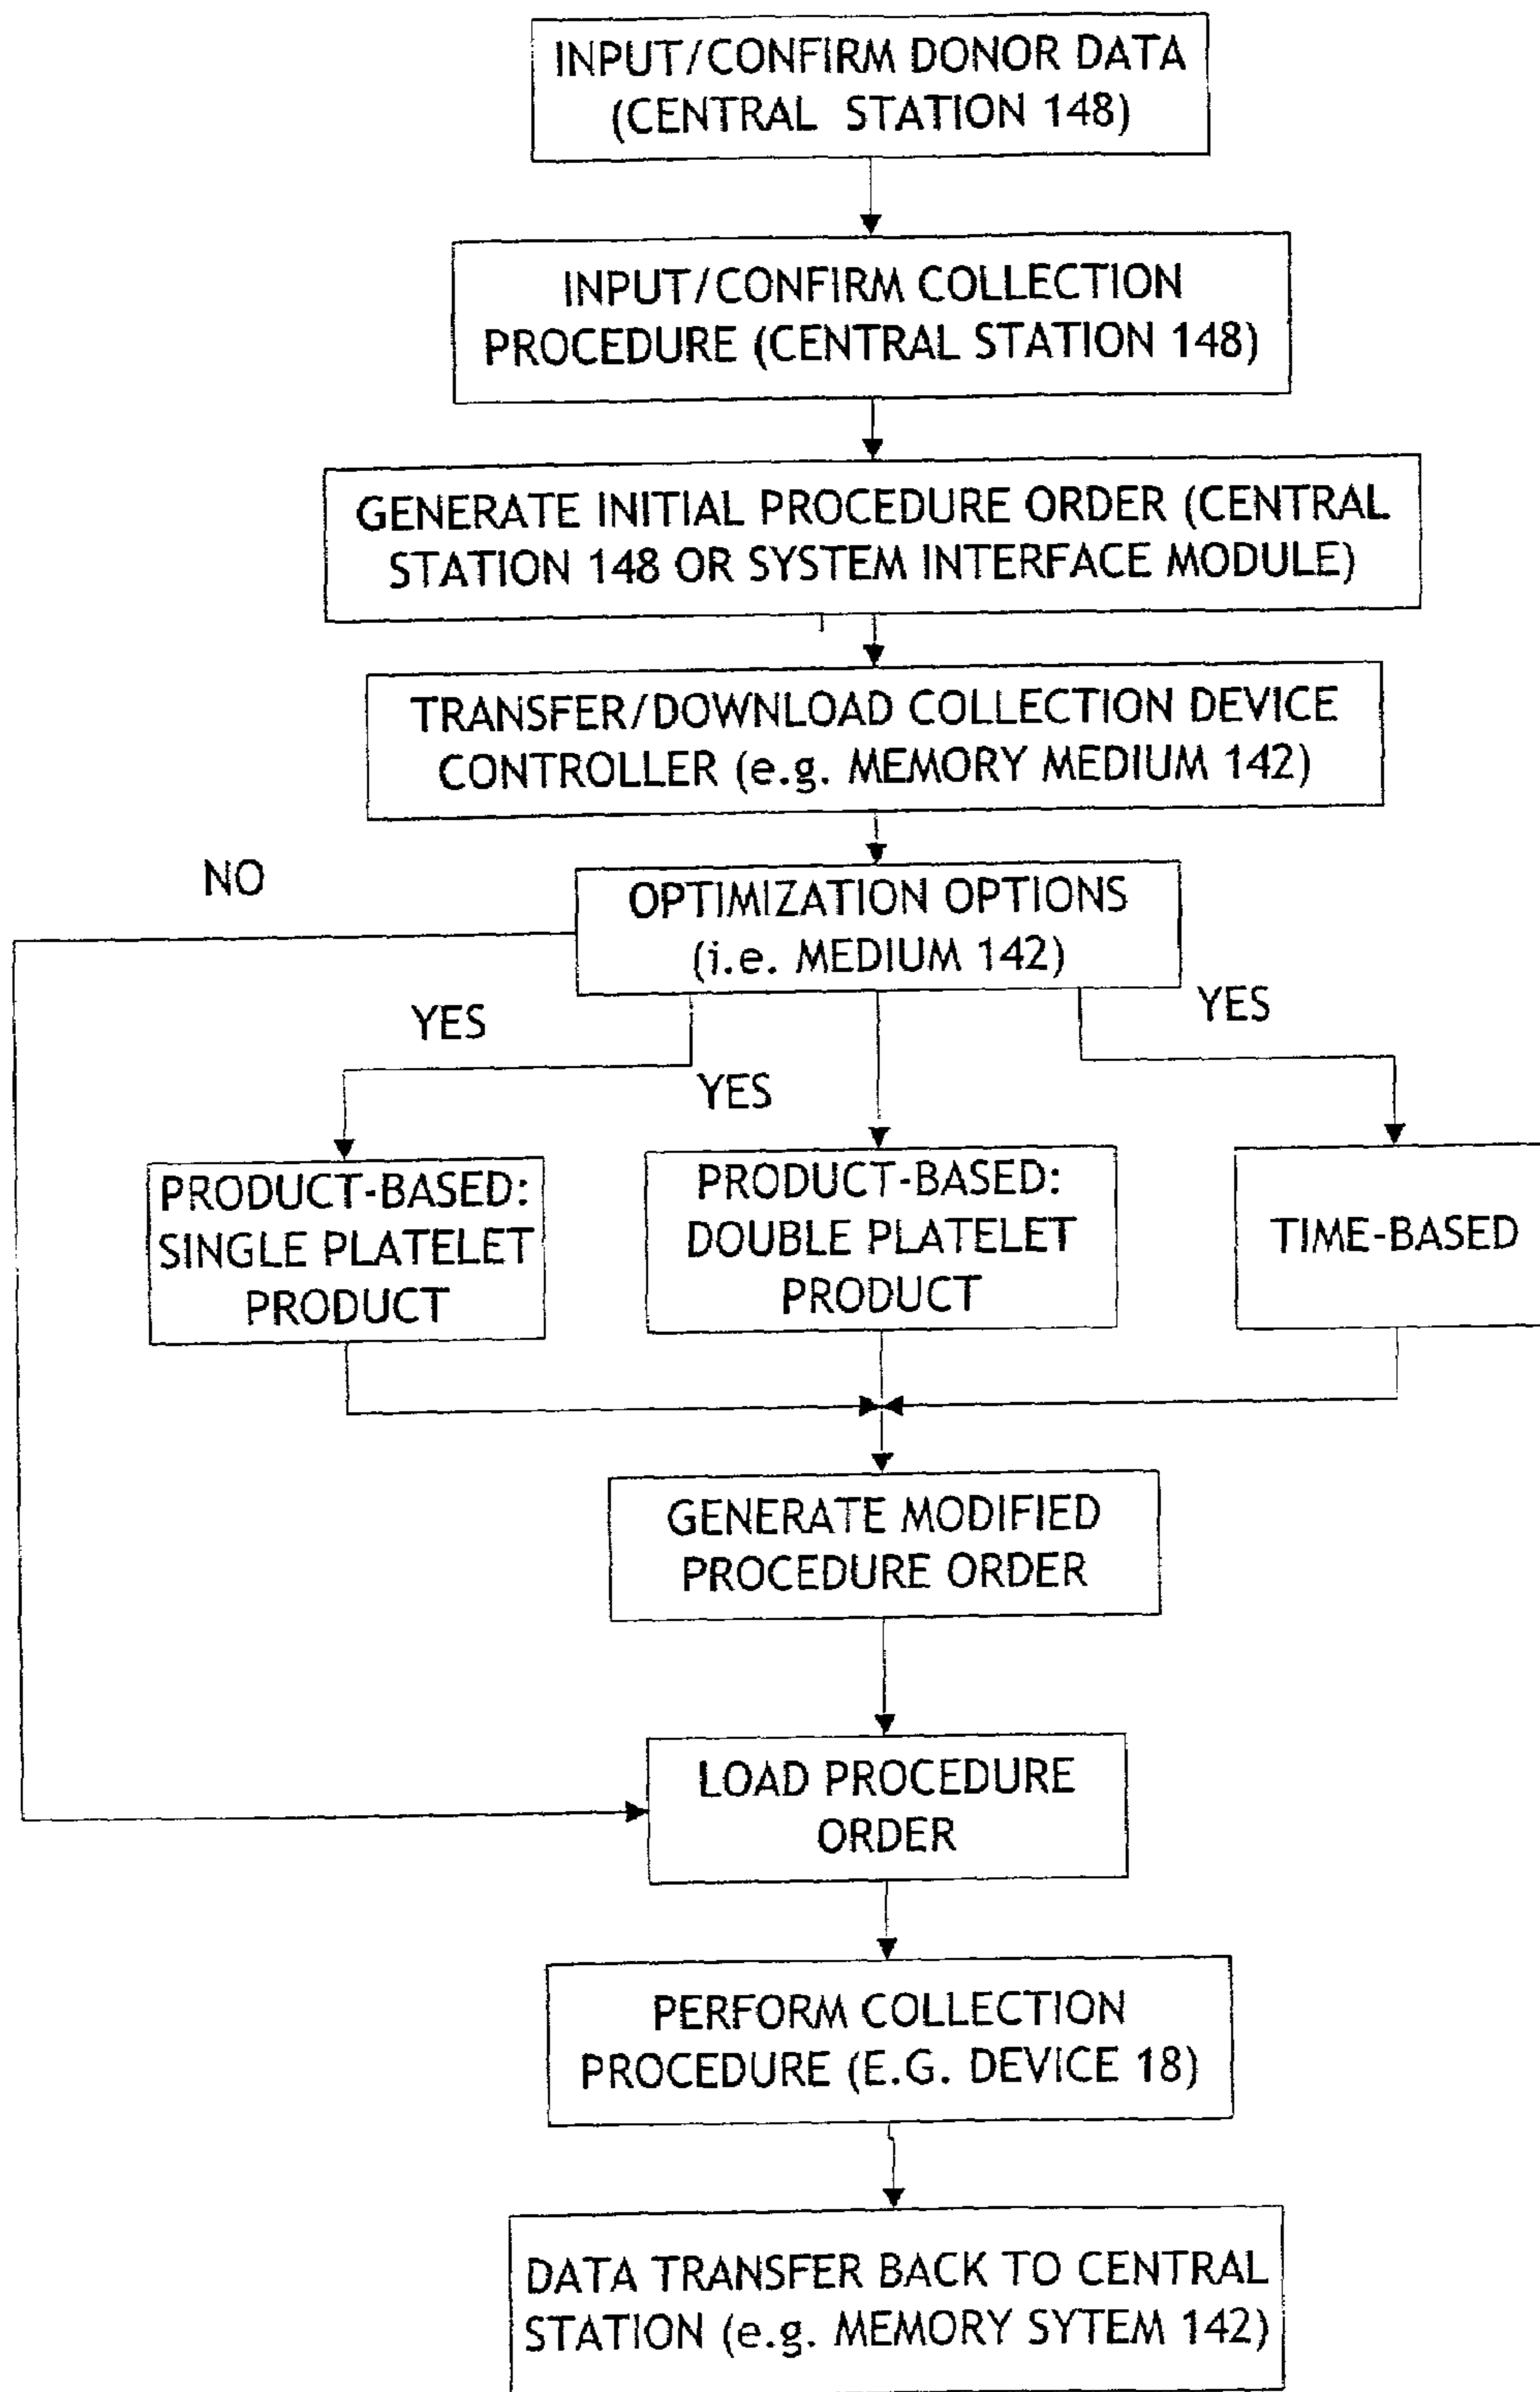 INPUT/CONFIRM DONOR DATA
(CENTRAL STATION 148)
INPUT/CONFIRM COLLECTION
PROCEDURE (CENTRAL STATION 148)
GENERATE INITIAL PROCEDURE ORDER (CENTRAL
STATION 148 OR SYSTEM INTERFACE MODULE)
TRANSFER/DOWNLOAD COLLECTION DEVICE
CONTROLLER (e.g. MEMORY MEDIUM 142)
NO
OPTIMIZATION OPTIONS
(i.e. MEDIUM 142)
YES
YES
YES
PRODUCT-BASED:
SINGLE PLATELET
PRODUCT
PRODUCT-BASED:
DOUBLE PLATELET
PRODUCT
TIME-BASED
GENERATE MODIFIED
PROCEDURE ORDER
LOAD PROCEDURE
ORDER
PERFORM COLLECTION
PROCEDURE (E.G. DEVICE 18)
DATA TRANSFER BACK TO CENTRAL
STATION (e.g. MEMORY SYTEM 142)